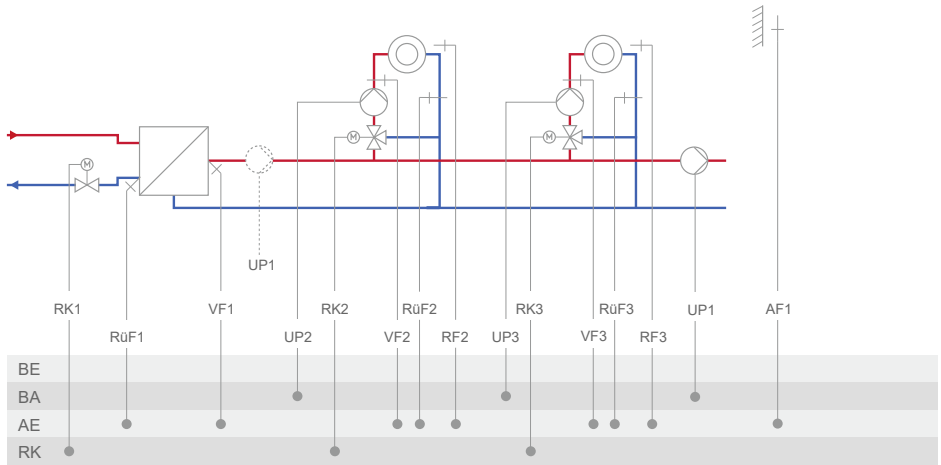 M
M
M
UP1
RK1
VF1
RK2
RüF2
RK3
RüF3
UP1
AF1
RüF1
UP2
VF2
RF2
UP3
VF3
RF3
BE
BA
AE
RK